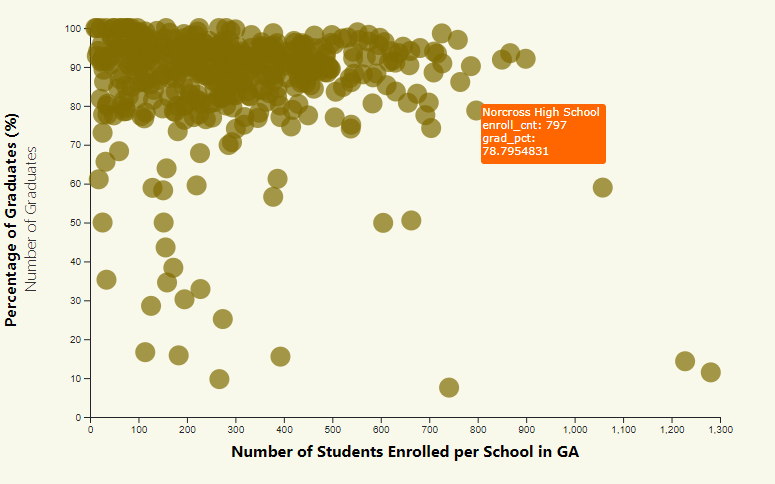 Percentage of Graduates (%)
Number of Graduates
100
90
80
70
60
50
40
30
20
10
0
Norcross High School
enroll_cnt: 797
grad_pct:
78.7954831
0 100 200 300 400 500 600 700 800 900 1,000 1,100 1,200 1,300
Number of Students Enrolled per School in GA